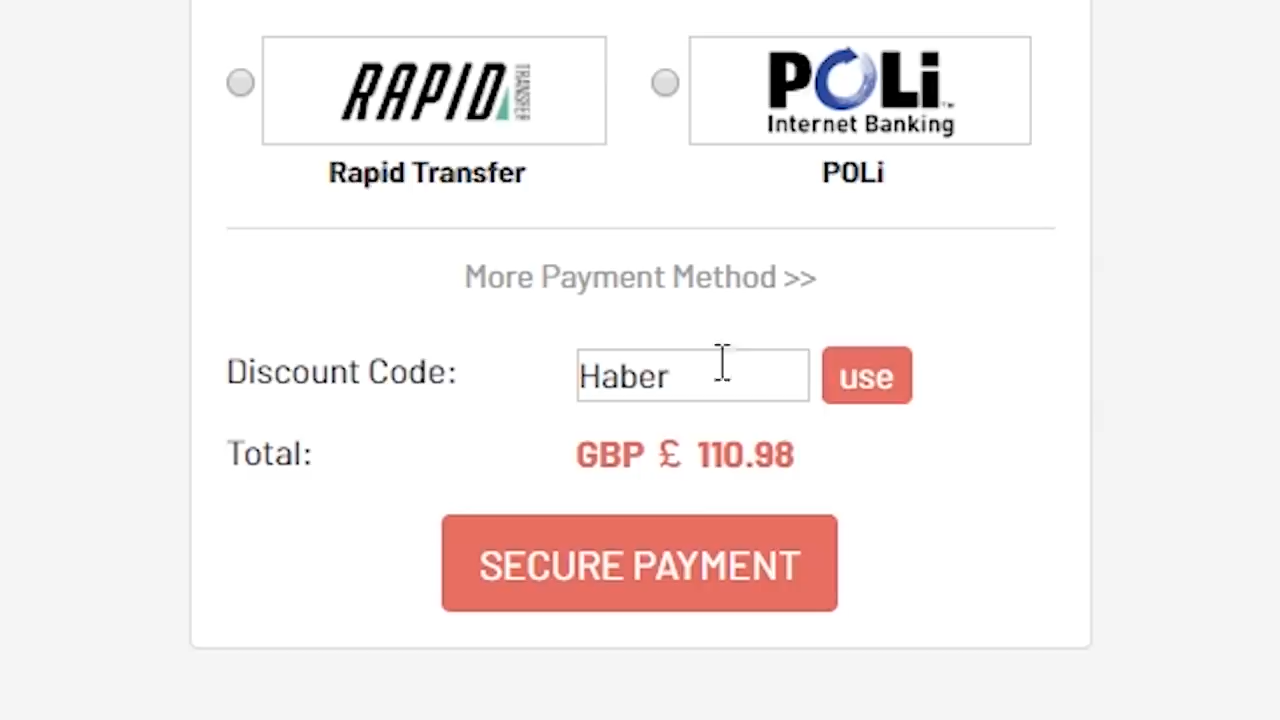 RAPID TRANSFER
POLi™
Internet Banking
Rapid Transfer
POLi
More Payment Method >>
Discount Code:
Haber
use
Total:
GBP £ 110.98
SECURE PAYMENT